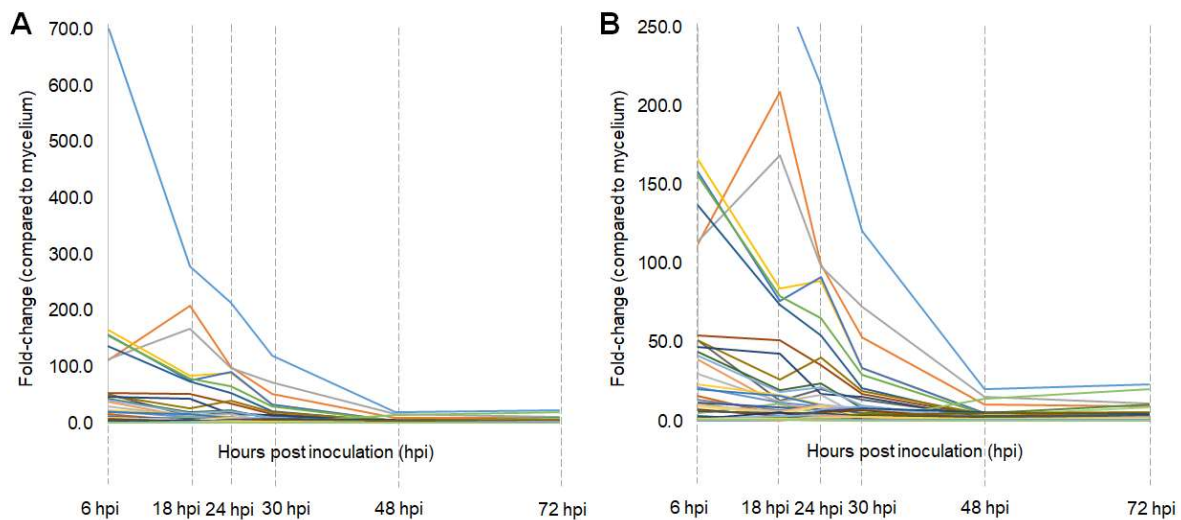 A
Fold-change (compared to mycelium)
700.0
600.0
500.0
400.0
300.0
200.0
100.0
0.0
Hours post inoculation (hpi)
6 hpi 18 hpi 24 hpi 30 hpi 48 hpi 72 hpi
B
Fold-change (compared to mycelium)
250.0
200.0
150.0
100.0
50.0
0.0
Hours post inoculation (hpi)
6 hpi 18 hpi 24 hpi 30 hpi 48 hpi 72 hpi